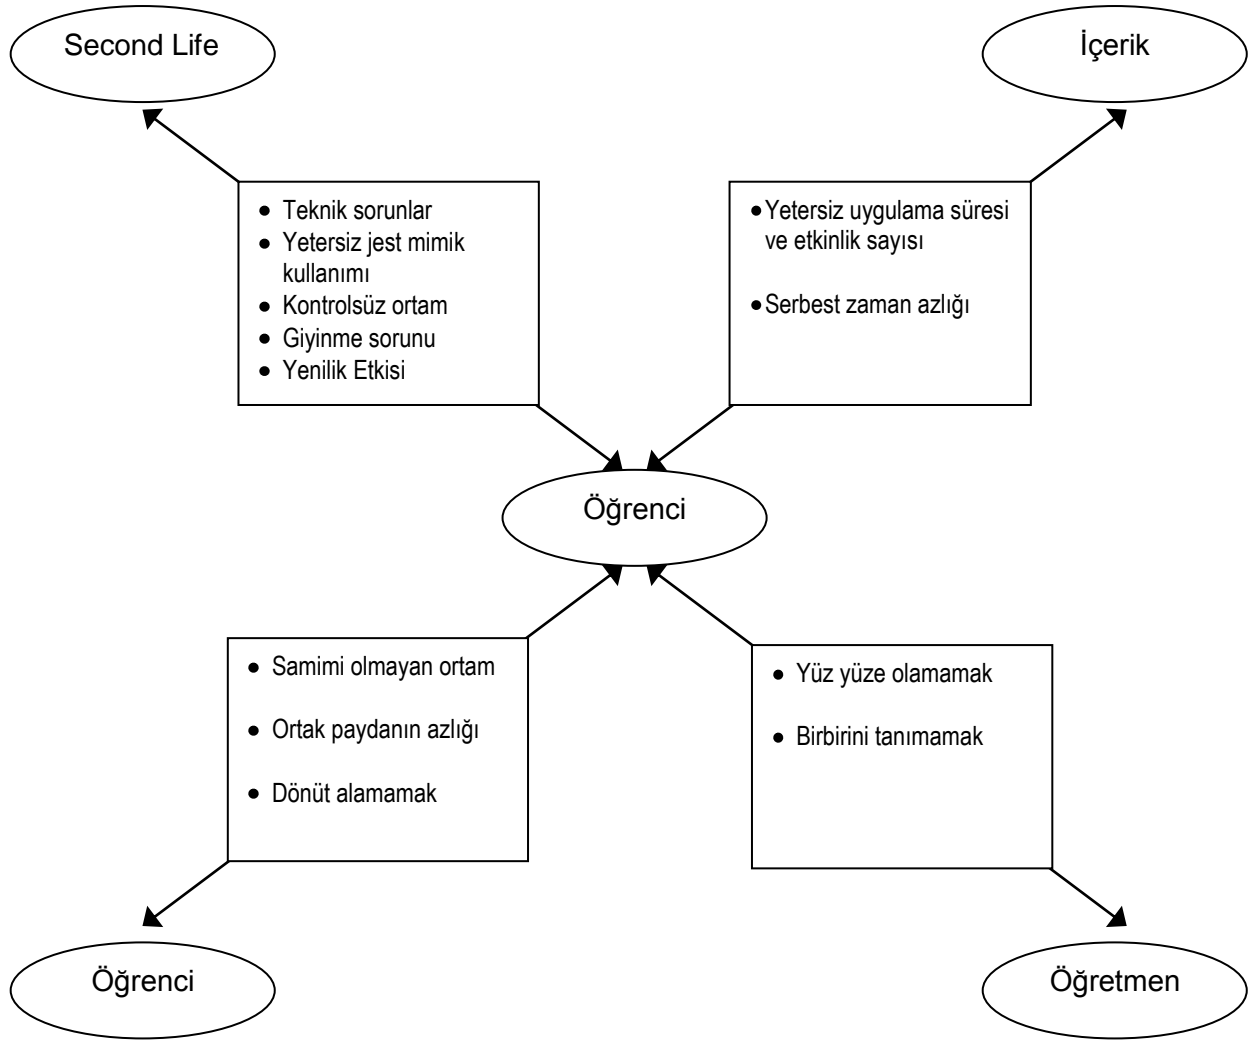 Second Life
İçerik
● Teknik sorunlar
● Yetersiz jest mimik
kullanımı
● Kontrolsüz ortam
● Giyinme sorunu
● Yenilik Etkisi
● Yetersiz uygulama süresi
ve etkinlik sayısı
● Serbest zaman azlığı
Öğrenci
● Samimi olmayan ortam
● Ortak paydanın azlığı
● Dönüt alamamak
● Yüz yüze olamamak
● Birbirini tanımamak
Öğrenci
Öğretmen